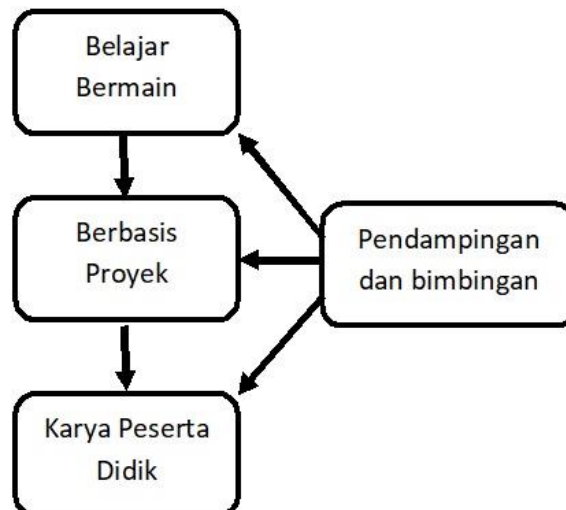 Belajar
Bermain
Berbasis
Proyek
Pendampingan
dan bimbingan
Karya Peserta
Didik